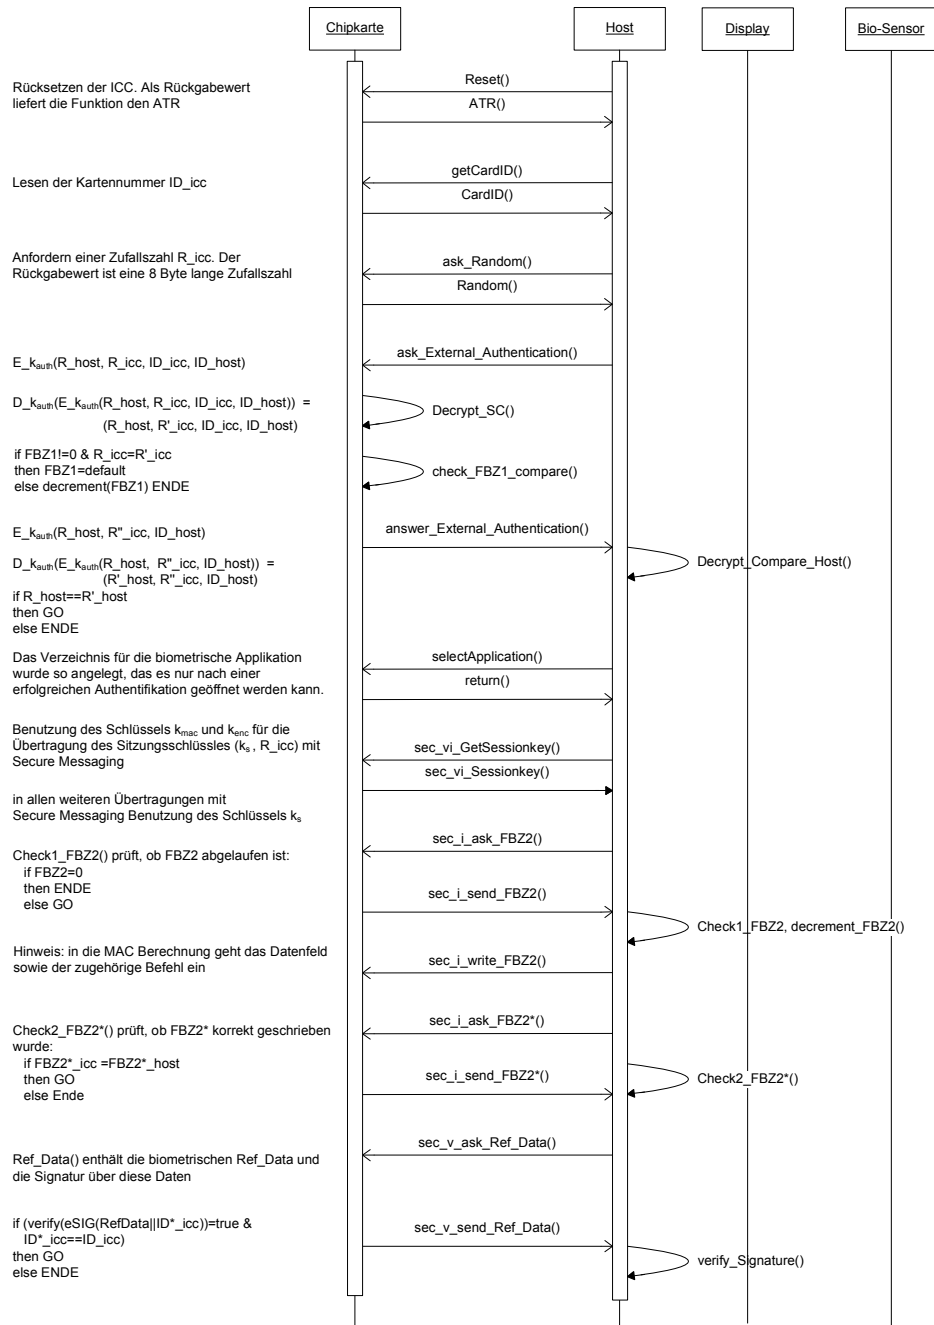 Chipkarte
Host
Display
Bio-Sensor
Reset()
Rücksetzen der ICC. Als Rückgabewert
liefert die Funktion den ATR
ATR()
getCardID()
Lesen der Kartennummer ID_icc
CardID()
Anfordern einer Zufallszahl R_icc. Der
Rückgabewert ist eine 8 Byte lange Zufallszahl
ask_Random()
Random()
ask_External_Authentication()
E_kauth(R_host, R_icc, ID_icc, ID_host)
D_kauth(E_kauth(R_host, R_icc, ID_icc, ID_host)) =
(R_host, R'_icc, ID_icc, ID_host)
Decrypt_SC()
if FBZ1!=0 & R_icc=R'_icc
then FBZ1=default
else decrement(FBZ1) ENDE
check_FBZ1_compare()
E_kauth(R_host, R"_icc, ID_host)
answer_External_Authentication()
D_kauth(E_kauth(R_host, R"_icc, ID_host)) =
(R'_host, R"_icc, ID_host)
if R_host==R'_host
then GO
else ENDE
Decrypt_Compare_Host()
Das Verzeichnis für die biometrische Applikation
wurde so angelegt, das es nur nach einer
erfolgreichen Authentifikation geöffnet werden kann.
selectApplication()
return()
Benutzung des Schlüssels kmac und kenc für die
Übertragung des Sitzungsschlüssles (ks , R_icc) mit
Secure Messaging
sec_vi_GetSessionkey()
sec_vi_Sessionkey()
in allen weiteren Übertragungen mit
Secure Messaging Benutzung des Schlüssels ks
sec_i_ask_FBZ2()
Check1_FBZ2() prüft, ob FBZ2 abgelaufen ist:
if FBZ2=0
then ENDE
else GO
sec_i_send_FBZ2()
Check1_FBZ2, decrement_FBZ2()
Hinweis: in die MAC Berechnung geht das Datenfeld
sowie der zugehörige Befehl ein
sec_i_write_FBZ2()
sec_i_ask_FBZ2*()
Check2_FBZ2*() prüft, ob FBZ2* korrekt geschrieben
wurde:
if FBZ2*_icc =FBZ2*_host
then GO
else Ende
sec_i_send_FBZ2*()
Check2_FBZ2*()
sec_v_ask_Ref_Data()
Ref_Data() enthält die biometrischen Ref_Data und
die Signatur über diese Daten
if (verify(eSIG(RefData||ID*_icc))=true &
ID*_icc==ID_icc)
then GO
else ENDE
sec_v_send_Ref_Data()
verify_Signature()